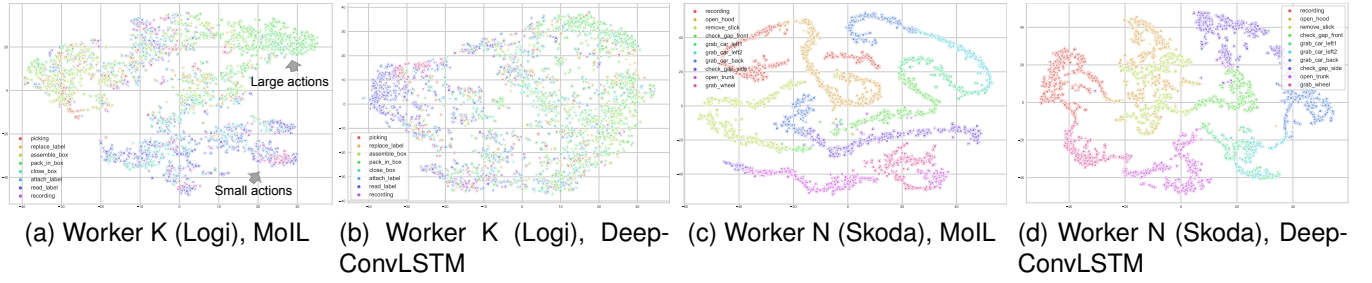 recording
open_hood
remove_stick
check_gap_front
grab_car_left1
grab_car_left2
grab_car_back
check_gap_side
open_trunk
grab_wheel
recording
open_hood
remove_stick
check_gap_front
grab_car_left1
grab_car_left2
grab_car_back
check_gap_side
open_trunk
grab_wheel
Large actions
picking
replace_label
assemble_box
pack_in_box
close_box
attach_label
read_label
recording
Small actions
picking
replace_label
assemble_box
pack_in_box
close_box
attach_label
read_label
recording
(a) Worker K (Logi), MoIL
(b) Worker K (Logi), Deep-
ConvLSTM
(c) Worker N (Skoda), MoIL
(d) Worker N (Skoda), Deep-
ConvLSTM